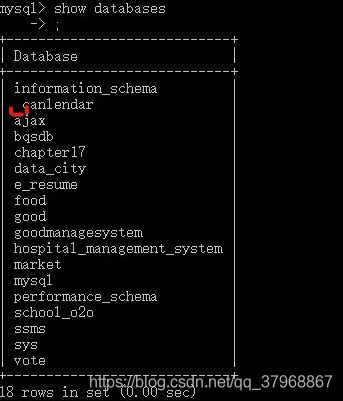 mysql> show databases
-> ;
Database
information_schema
_canlendar
ajax
bqsdb
chapter17
data_city
e_resume
food
good
goodmanagesystem
hospital_management_system
market
mysql
performance_schema
school_o2o
ssms
sys
vote
18 rows in set (0.00 sec)
https://blog.csdn.net/qq_37968867